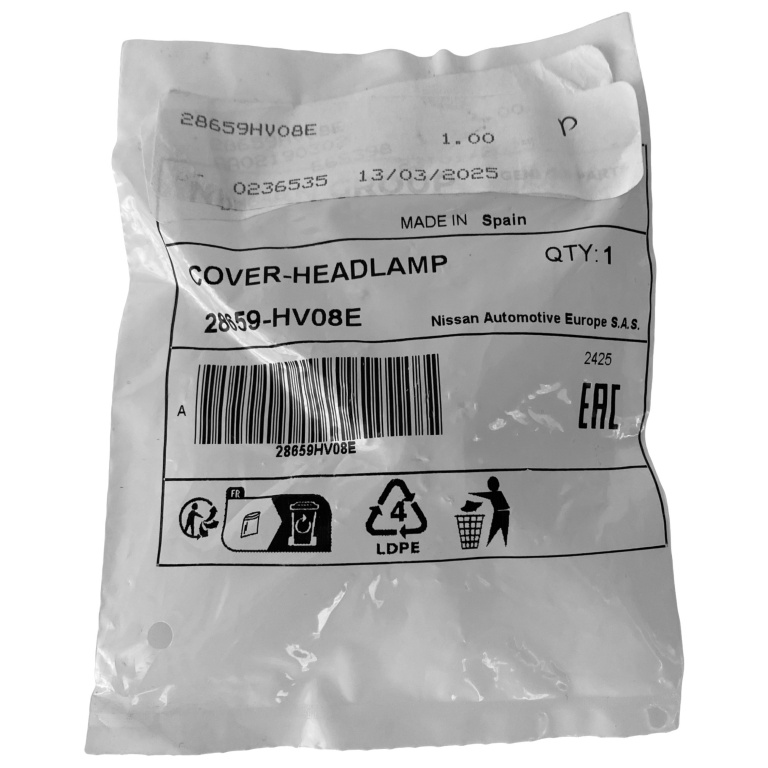 28659HV08E
1.00
p
0236535 13/03/2025
MADE IN Spain
COVER-HEADLAMP
QTY: 1
28659-HV08E
Nissan Automotive Europe S.A.S.
2425
A
EAC
28659HV08E
FR
4
LDPE